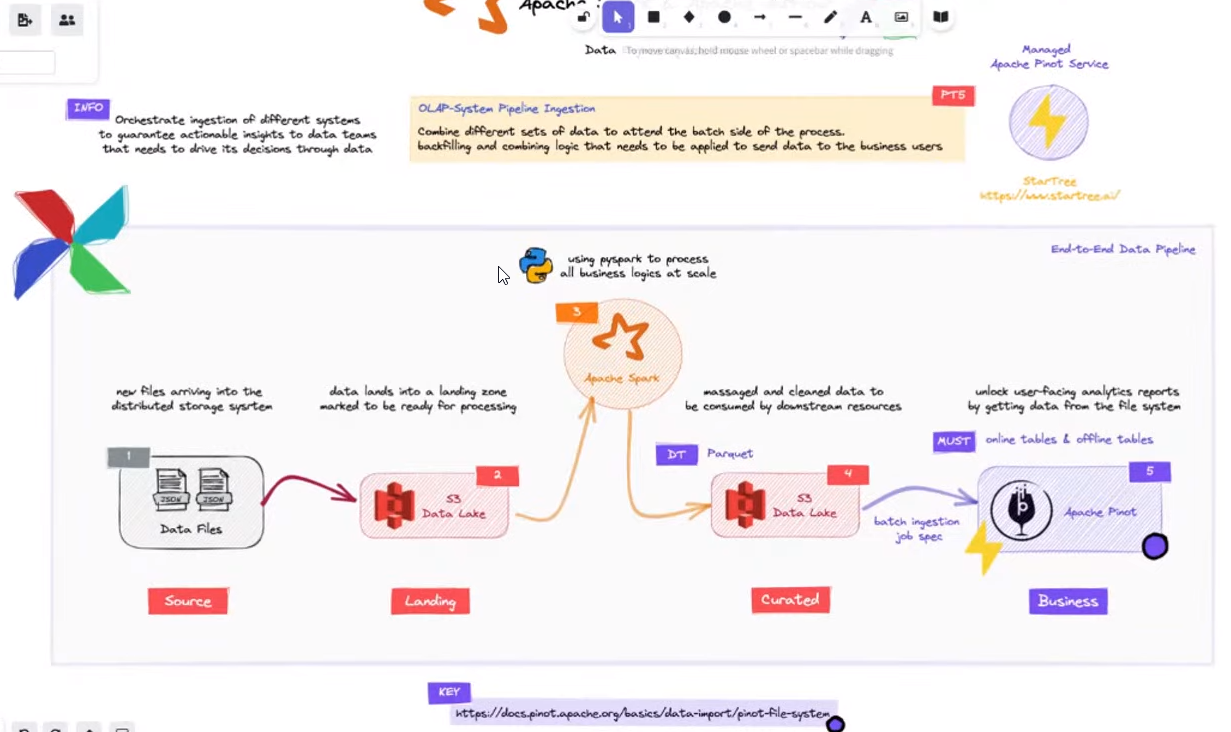 Apache
Data
To move canvas, hold mouse wheel or spacebar while dragging
A
Managed
Apache Pinot Service
INFO
Orchestrate ingestion of different systems
to guarantee actionable insights to data teams
that needs to drive its decisions through data
PT5
OLAP-System Pipeline Ingestion
Combine different sets of data to attend the batch side of the process.
backfilling and combining logic that needs to be applied to send data to the business users
StarTree
https://www.startree.ai/
End-to-End Data Pipeline
using pyspark to process
all business logics at scale
3
Apache Spark
new files arriving into the
distributed storage sysrtem
data lands into a landing zone
marked to be ready for processing
massaged and cleaned data to
be consumed by downstream resources
unlock user-facing analytics reports
by getting data from the file system
MUST
online tables & offline tables
DT
Parquet
1
JSON
JSON
Data Files
2
S3
Data Lake
4
S3
Data Lake
batch ingestion
job spec
5
Apache Pinot
Source
Landing
Curated
Business
KEY
https://docs.pinot.apache.org/basics/data-import/pinot-file-system